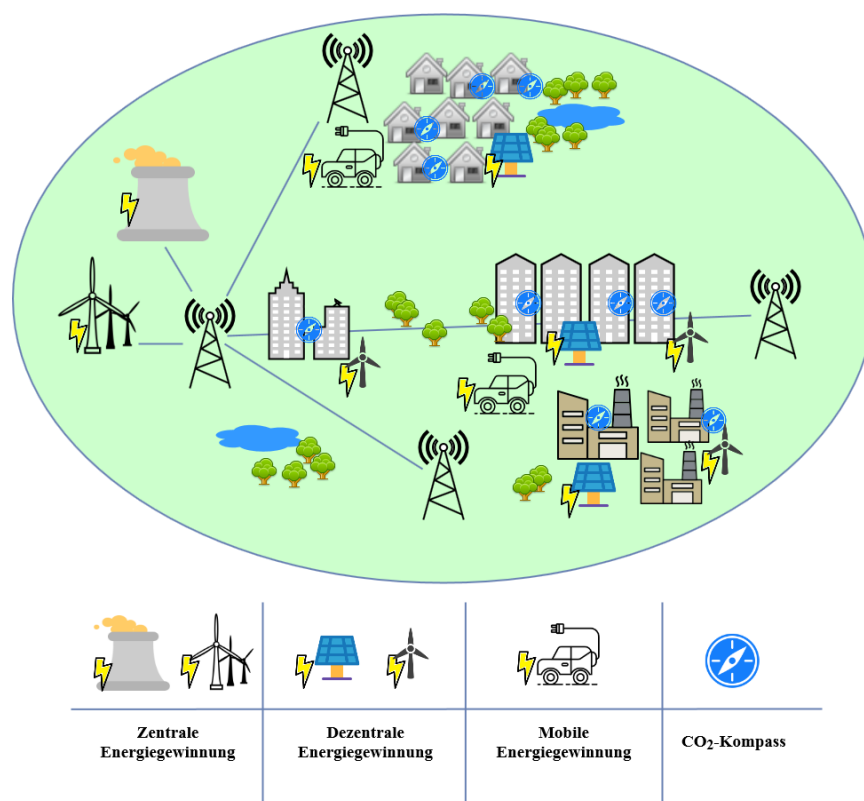 Zentrale
Energiegewinnung
Dezentrale
Energiegewinnung
Mobile
Energiegewinnung
CO₂-Kompass